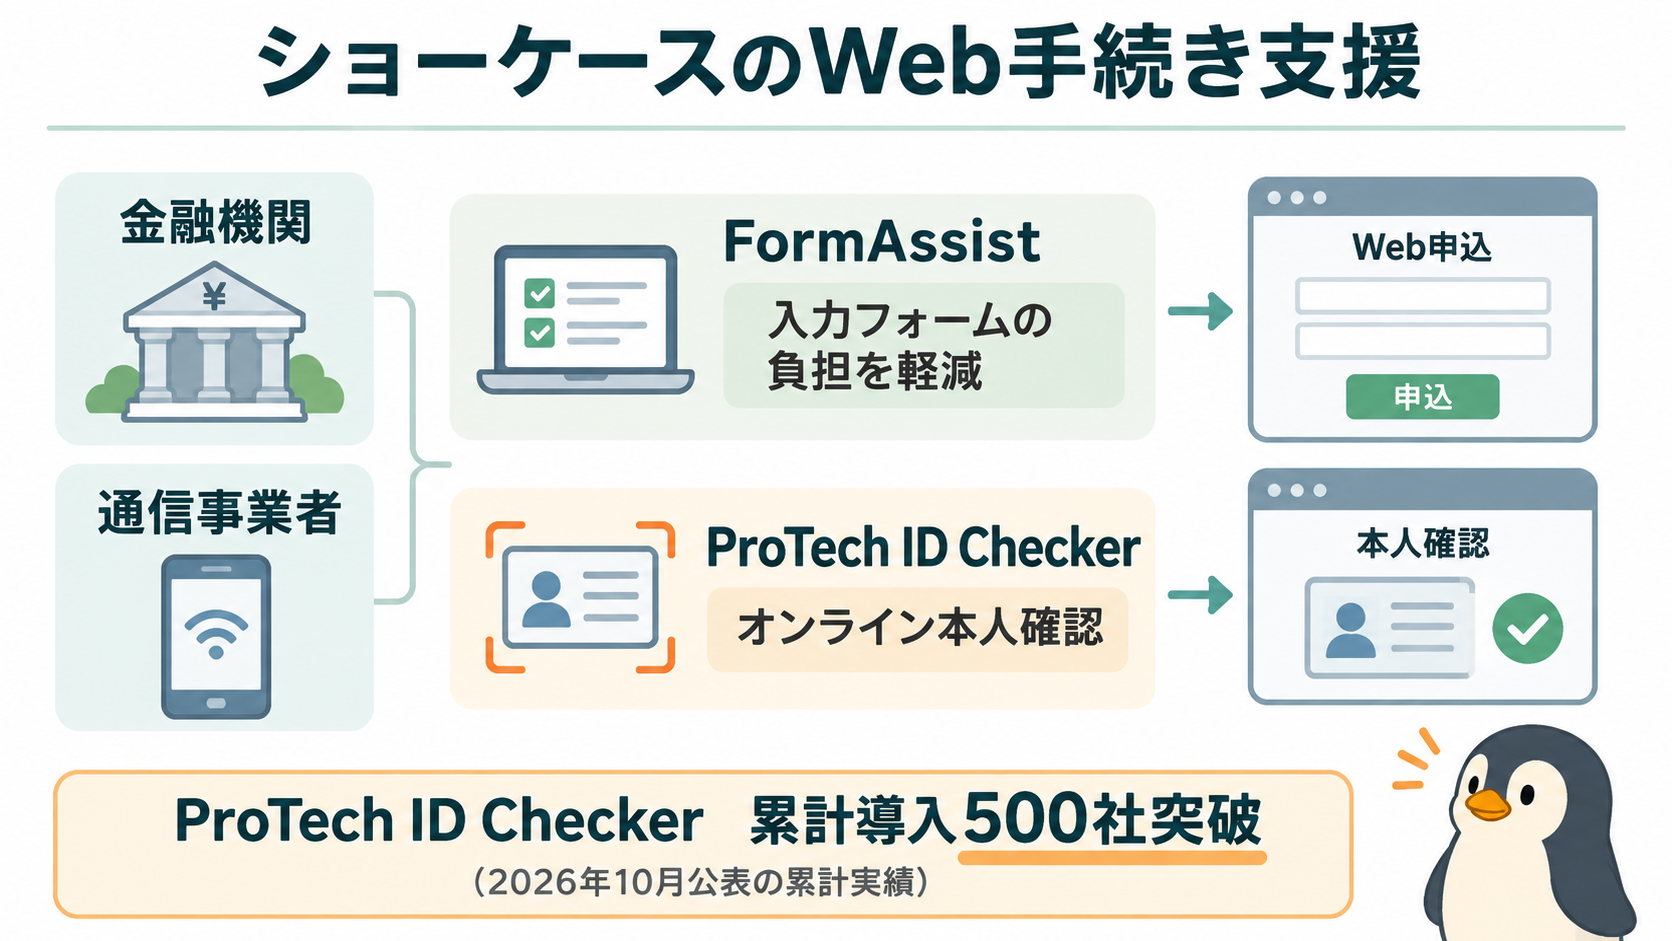 ショーケースのWeb手続き支援
金融機関
¥
通信事業者
FormAssist
入力フォームの
負担を軽減
ProTech ID Checker
オンライン本人確認
Web申込
申込
本人確認
ProTech ID Checker 累計導入500社突破
（2026年10月公表の累計実績）